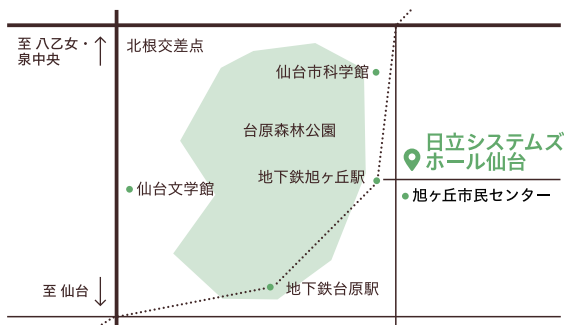 至 八乙女・
泉中央
北根交差点
仙台市科学館
台原森林公園
日立システムズ
ホール仙台
地下鉄旭ヶ丘駅
仙台文学館
旭ヶ丘市民センター
至 仙台
地下鉄台原駅